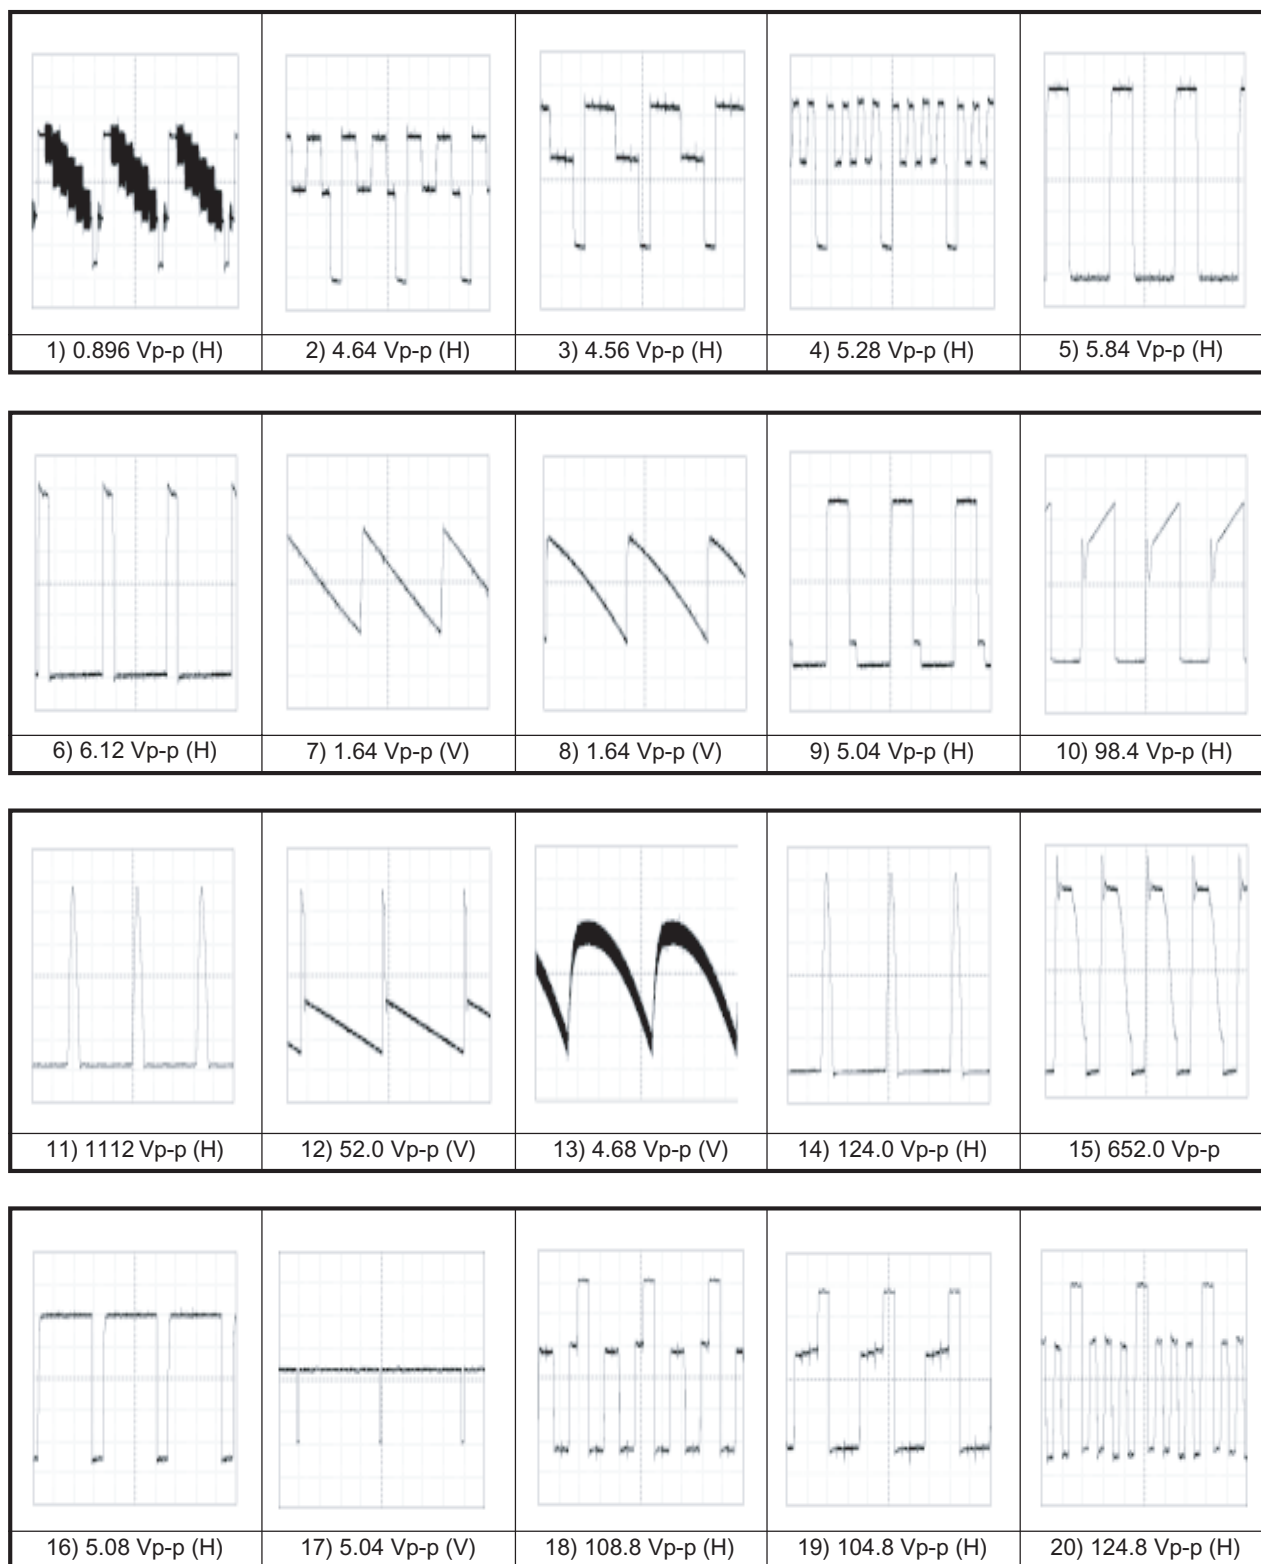 1) 0.896 Vp-p (H) 2) 4.64 Vp-p (H) 3) 4.56 Vp-p (H) 4) 5.28 Vp-p (H) 5) 5.84 Vp-p (H)
6) 6.12 Vp-p (H) 7) 1.64 Vp-p (V) 8) 1.64 Vp-p (V) 9) 5.04 Vp-p (H) 10) 98.4 Vp-p (H)
11) 1112 Vp-p (H) 12) 52.0 Vp-p (V) 13) 4.68 Vp-p (V) 14) 124.0 Vp-p (H) 15) 652.0 Vp-p
16) 5.08 Vp-p (H) 17) 5.04 Vp-p (V) 18) 108.8 Vp-p (H) 19) 104.8 Vp-p (H) 20) 124.8 Vp-p (H)